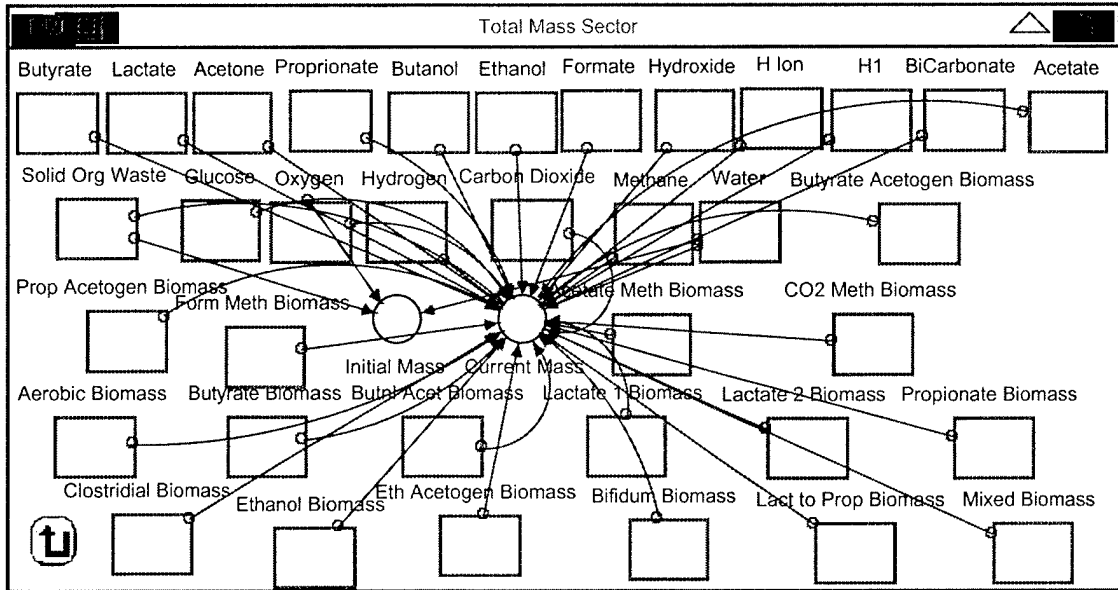 Total Mass Sector
Butyrate Lactate Acetone Proprionate Butanol Ethanol Formate Hydroxide H Ion H1 BiCarbonate Acetate
Solid Org Waste Glucose Oxygen Hydrogen Carbon Dioxide Methane Water Butyrate Acetogen Biomass
Prop Acetogen Biomass Form Meth Biomass Acetate Meth Biomass CO2 Meth Biomass
Initial Mass Current Mass
Aerobic Biomass Butyrate Biomass Butnl Acet Biomass Lactate 1 Biomass Lactate 2 Biomass Propionate Biomass
Clostridial Biomass Ethanol Biomass Eth Acetogen Biomass Bifidum Biomass Lact to Prop Biomass Mixed Biomass